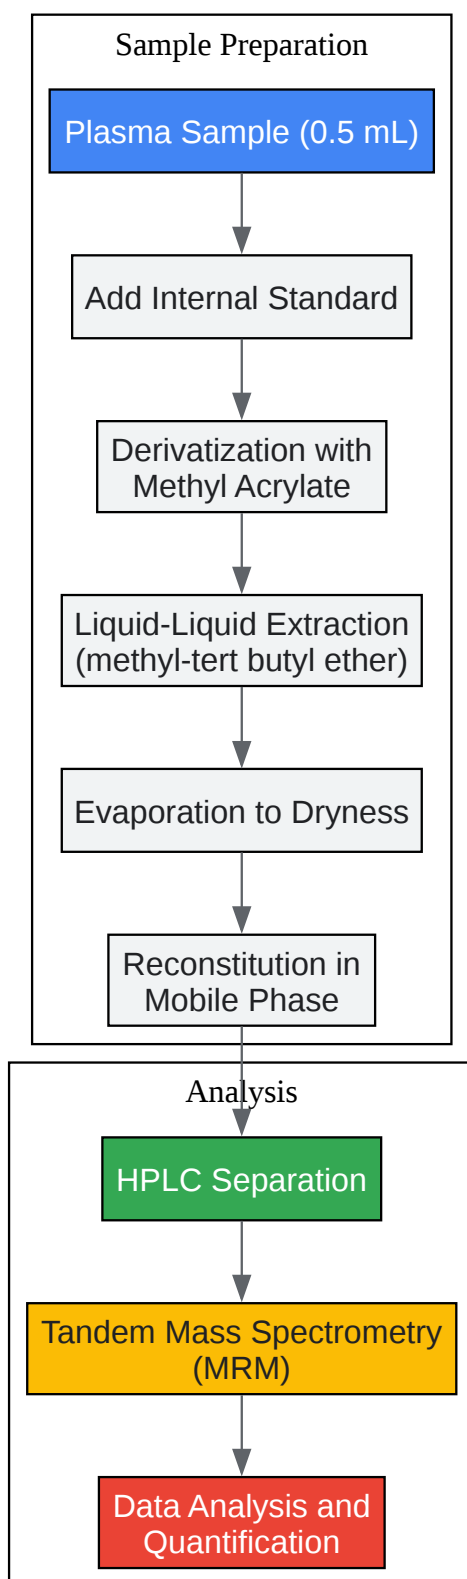 Sample Preparation
Plasma Sample (0.5 mL)
Add Internal Standard
Derivatization with
Methyl Acrylate
Liquid-Liquid Extraction
(methyl-tert butyl ether)
Evaporation to Dryness
Reconstitution in
Mobile Phase
Analysis
HPLC Separation
Tandem Mass Spectrometry
(MRM)
Data Analysis and
Quantification